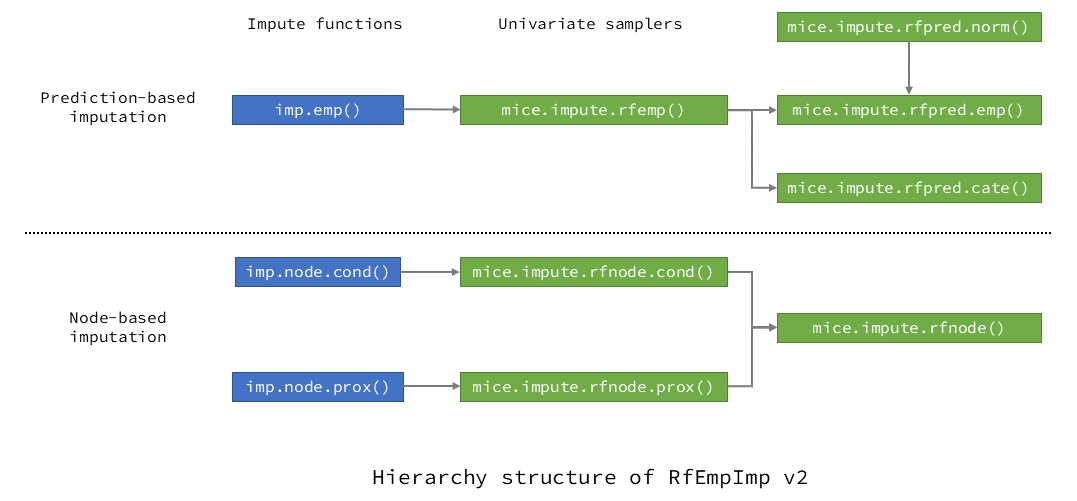 Impute functions
Univariate samplers
mice.impute.rfpred.norm()
Prediction-based
imputation
imp.emp()
mice.impute.rfemp()
mice.impute.rfpred.emp()
mice.impute.rfpred.cate()
imp.node.cond()
mice.impute.rfnode.cond()
Node-based
imputation
mice.impute.rfnode()
imp.node.prox()
mice.impute.rfnode.prox()
Hierarchy structure of RfEmpImp v2